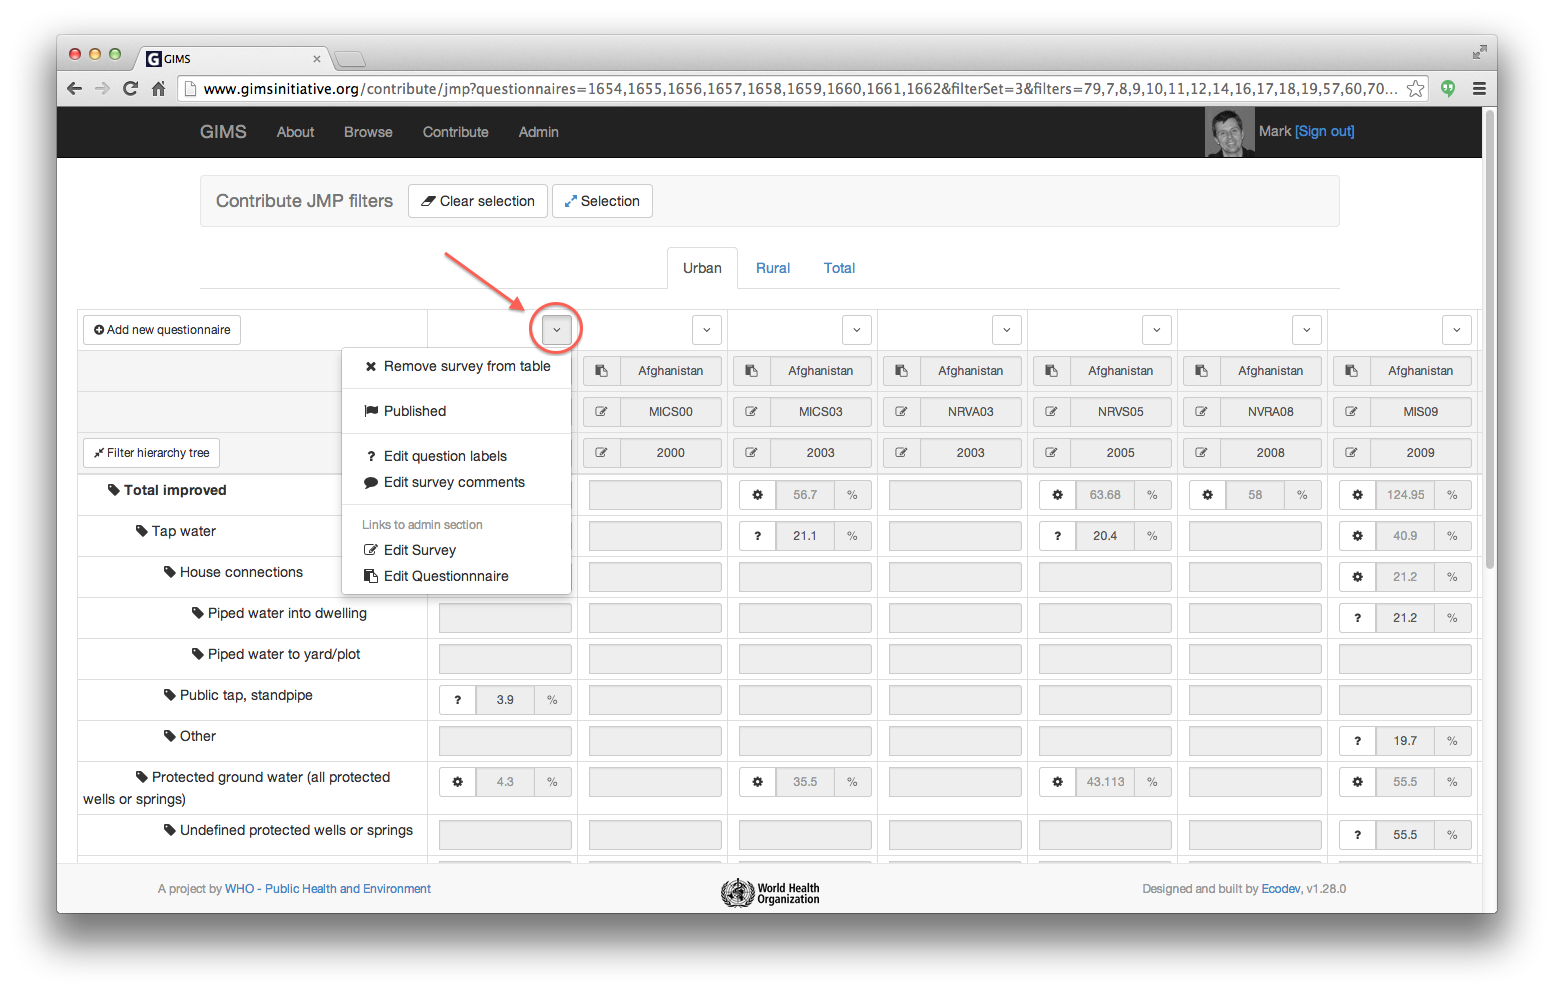 GIMS
www.gimsinitiative.org/contribute/jmp?questionnaires=1654,1655,1656,1657,1658,1659,1660,1661,1662&filterSet=3&filters=79,7,8,9,10,11,12,14,16,17,18,19,57,60,70...
GIMS About Browse Contribute Admin Mark [Sign out]
Contribute JMP filters Clear selection Selection
Urban Rural Total
Add new questionnaire
Remove survey from table
Published
? Edit question labels
Edit survey comments
Links to admin section
Edit Survey
Edit Questionnnaire
Afghanistan Afghanistan Afghanistan Afghanistan Afghanistan Afghanistan
MICS00 MICS03 NRVA03 NRVS05 NVRA08 MIS09
Filter hierarchy tree 2000 2003 2003 2005 2008 2009
Total improved 56.7 % 63.68 % 58 % 124.95 %
Tap water ? 21.1 % ? 20.4 % 40.9 %
House connections 21.2 %
Piped water into dwelling ? 21.2 %
Piped water to yard/plot
Public tap, standpipe ? 3.9 %
Other ? 19.7 %
Protected ground water (all protected 4.3 % 35.5 % 43.113 % 55.5 %
wells or springs)
Undefined protected wells or springs ? 55.5 %
A project by WHO - Public Health and Environment World Health Designed and built by Ecodev, v1.28.0
Organization